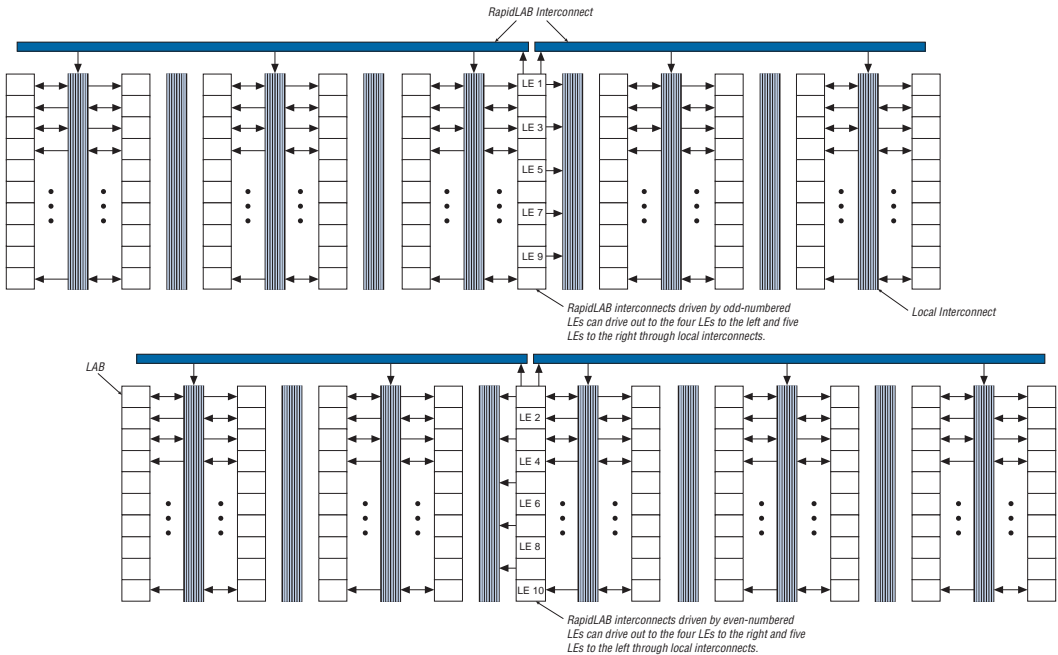 RapidLAB Interconnect
LE 1
LE 3
LE 5
LE 7
LE 9
RapidLAB interconnects driven by odd-numbered
LEs can drive out to the four LEs to the left and five
LEs to the right through local interconnects.
Local Interconnect
LAB
LE 2
LE 4
LE 6
LE 8
LE 10
RapidLAB interconnects driven by even-numbered
LEs can drive out to the four LEs to the right and five
LEs to the left through local interconnects.